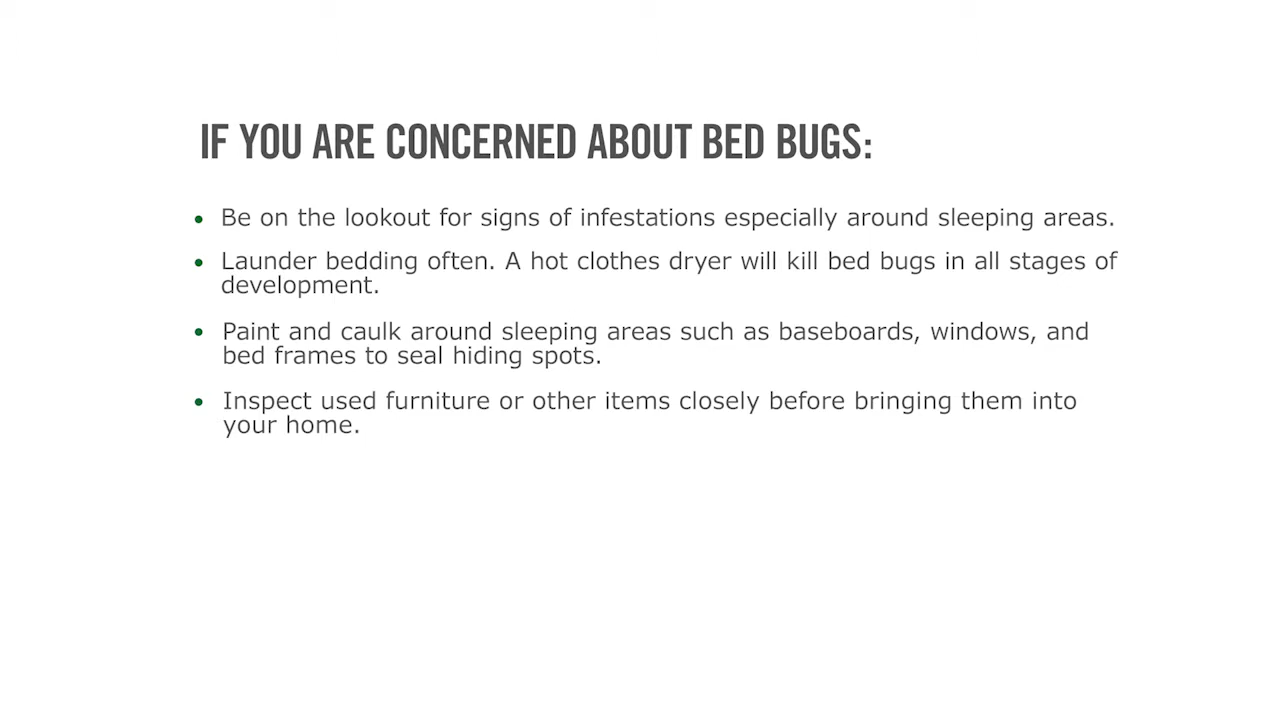 IF YOU ARE CONCERNED ABOUT BED BUGS:
• Be on the lookout for signs of infestations especially around sleeping areas.
• Launder bedding often. A hot clothes dryer will kill bed bugs in all stages of
development.
• Paint and caulk around sleeping areas such as baseboards, windows, and
bed frames to seal hiding spots.
• Inspect used furniture or other items closely before bringing them into
your home.